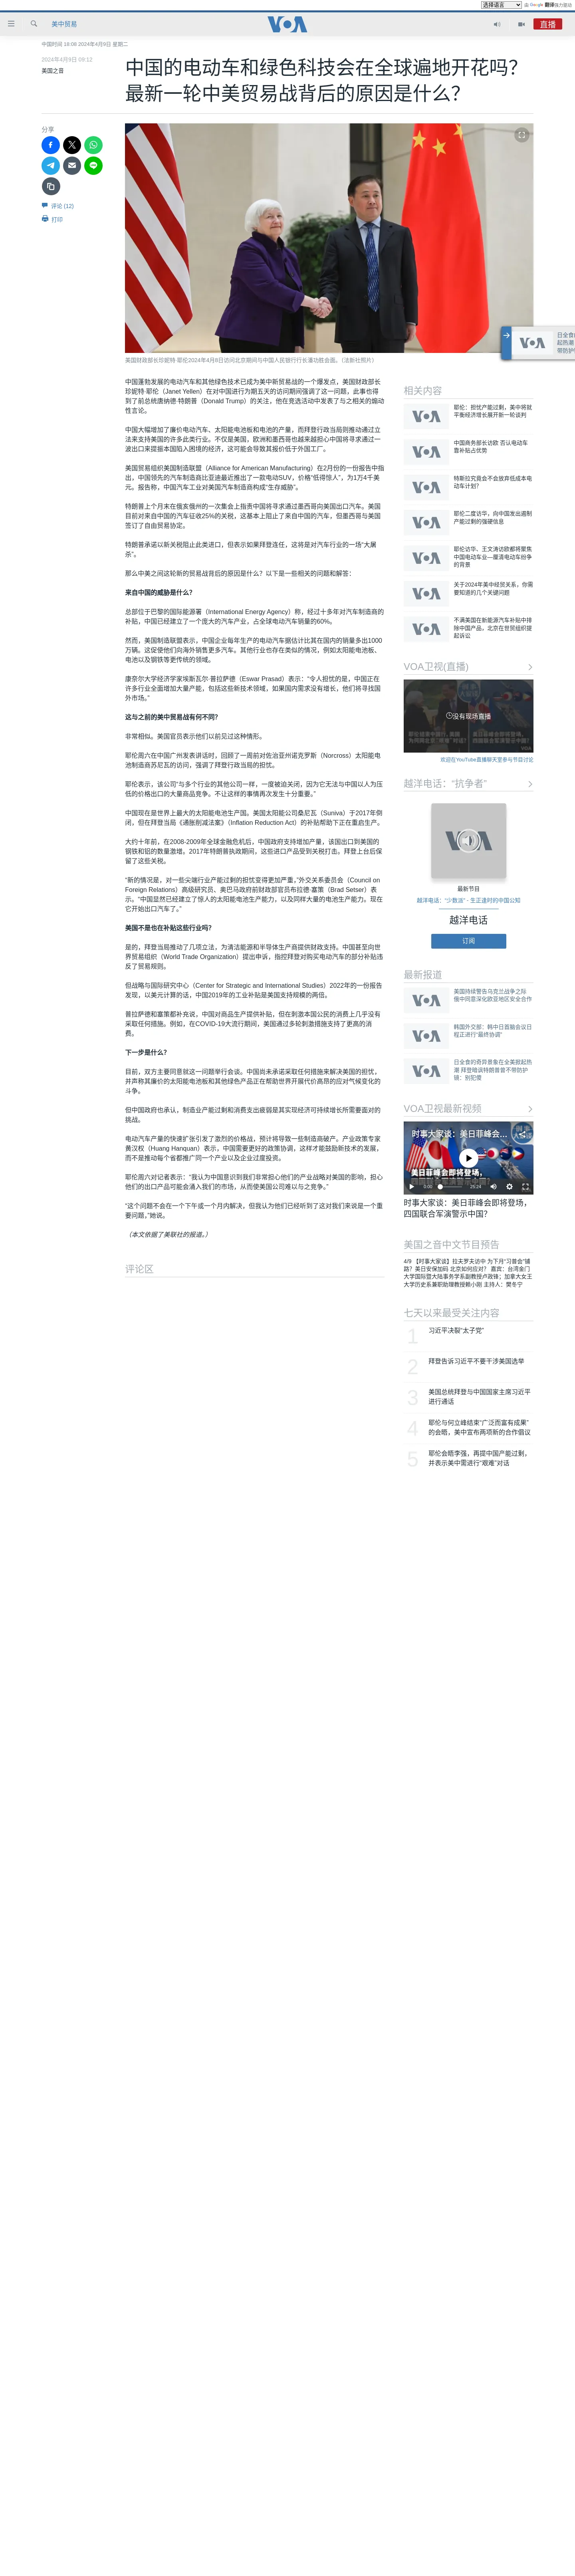 选择语言
由 Google 翻译强力驱动
美中贸易
VOA
直播
中国时间 18:06 2024年4月9日 星期二
2024年4月9日 09:12
美国之音
中国的电动车和绿色科技会在全球遍地开花吗？
最新一轮中美贸易战背后的原因是什么？
分享
评论 (12)
打印
美国财政部长珍妮特·耶伦2024年4月8日访问北京期间与中国人民银行行长潘功胜会面。（法新社照片）
中国蓬勃发展的电动汽车和其他绿色技术已成为美中新贸易战的一个爆发点，美国财政部长
珍妮特·耶伦（Janet Yellen）在对中国进行为期五天的访问期间强调了这一问题，此事也得
到了前总统唐纳德·特朗普（Donald Trump）的关注，他在竞选活动中发表了与之相关的煽动
性言论。
中国大幅增加了廉价电动汽车、太阳能电池板和电池的产量，而拜登行政当局则推动通过立
法来支持美国的许多此类行业。不仅是美国，欧洲和墨西哥也越来越担心中国将寻求通过一
波出口来提振本国陷入困境的经济，这可能会导致其报价低于外国工厂。
美国贸易组织美国制造联盟（Alliance for American Manufacturing）在2月份的一份报告中指
出，中国领先的汽车制造商比亚迪最近推出了一款电动SUV，价格“低得惊人”，为1万4千美
元。报告称，中国汽车工业对美国汽车制造商构成“生存威胁”。
特朗普上个月末在俄亥俄州的一次集会上指责中国将寻求通过墨西哥向美国出口汽车。美国
目前对来自中国的汽车征收25%的关税，这基本上阻止了来自中国的汽车，但墨西哥与美国
签订了自由贸易协定。
特朗普承诺以新关税阻止此类进口，但表示如果拜登连任，这将是对汽车行业的一场“大屠
杀”。
那么中美之间这轮新的贸易战背后的原因是什么？ 以下是一些相关的问题和解答：
来自中国的威胁是什么？
总部位于巴黎的国际能源署（International Energy Agency）称，经过十多年对汽车制造商的
补贴，中国已经建立了一个庞大的汽车产业，占全球电动汽车销量的60%。
然而，美国制造联盟表示，中国企业每年生产的电动汽车据估计比其在国内的销量多出1000
万辆。这促使他们向海外销售更多汽车。其他行业也存在类似的情况，例如太阳能电池板、
电池以及钢铁等更传统的领域。
康奈尔大学经济学家埃斯瓦尔·普拉萨德（Eswar Prasad）表示：“令人担忧的是，中国正在
许多行业全面增加大量产能，包括这些新技术领域，如果国内需求没有增长，他们将寻找国
外市场。”
这与之前的美中贸易战有何不同？
非常相似。美国官员表示他们以前见过这种情形。
耶伦周六在中国广州发表讲话时，回顾了一周前对佐治亚州诺克罗斯（Norcross）太阳能电
池制造商苏尼瓦的访问，强调了拜登行政当局的担忧。
耶伦表示，该公司“与多个行业的其他公司一样，一度被迫关闭，因为它无法与中国以人为压
低的价格出口的大量商品竞争。不让这样的事情再次发生十分重要。”
中国现在是世界上最大的太阳能电池生产国。美国太阳能公司桑尼瓦（Suniva）于2017年倒
闭，但在拜登当局《通胀削减法案》（Inflation Reduction Act）的补贴帮助下正在重启生产。
大约十年前，在2008-2009年全球金融危机后，中国政府支持增加产量，该国出口到美国的
钢铁和铝的数量激增。2017年特朗普执政期间，这些进口产品受到关税打击。拜登上台后保
留了这些关税。
“新的情况是，对一些尖端行业产能过剩的担忧变得更加严重，”外交关系委员会（Council on
Foreign Relations）高级研究员、奥巴马政府前财政部官员布拉德·塞策（Brad Setser）表
示。“中国显然已经建立了惊人的太阳能电池生产能力，以及同样大量的电池生产能力。现在
它开始出口汽车了。”
美国不是也在补贴这些行业吗？
是的，拜登当局推动了几项立法，为清洁能源和半导体生产商提供财政支持。中国甚至向世
界贸易组织（World Trade Organization）提出申诉，指控拜登对购买电动汽车的部分补贴违
反了贸易规则。
但战略与国际研究中心（Center for Strategic and International Studies）2022年的一份报告
发现，以美元计算的话，中国2019年的工业补贴是美国支持规模的两倍。
普拉萨德和塞策都补充说，中国对商品生产提供补贴，但在刺激本国公民的消费上几乎没有
采取任何措施。例如，在COVID-19大流行期间，美国通过多轮刺激措施支持了更高的消
费。
下一步是什么？
目前，双方主要同意就这一问题举行会谈。中国尚未承诺采取任何措施来解决美国的担忧，
并声称其廉价的太阳能电池板和其他绿色产品正在帮助世界开展代价高昂的应对气候变化的
斗争。
但中国政府也承认，制造业产能过剩和消费支出疲弱是其实现经济可持续增长所需要面对的
挑战。
电动汽车产量的快速扩张引发了激烈的价格战，预计将导致一些制造商破产。产业政策专家
黄汉权（Huang Hanquan）表示，中国需要更好的政策协调，这样才能鼓励新技术的发展，
而不是推动每个省都推广同一个产业以及企业过度投资。
耶伦周六对记者表示：“我认为中国意识到我们非常担心他们的产业战略对美国的影响，担心
他们的出口产品可能会涌入我们的市场，从而使美国公司难以与之竞争。”
“这个问题不会在一个下午或一个月内解决，但我认为他们已经听到了这对我们来说是一个重
要问题，”她说。
（本文依据了美联社的报道。）
评论区
日全食的
起热潮
带防护镜
相关内容
耶伦：担忧产能过剩，美中将就
平衡经济增长展开新一轮谈判
中国商务部长访欧 否认电动车
靠补贴占优势
特斯拉究竟会不会放弃低成本电
动车计划？
耶伦二度访华，向中国发出遏制
产能过剩的强硬信息
耶伦访华、王文涛访欧都将聚焦
中国电动车业—厘清电动车纷争
的背景
关于2024年美中经贸关系，你需
要知道的几个关键问题
不满美国在新能源汽车补贴中排
除中国产品，北京在世贸组织提
起诉讼
VOA卫视(直播)
没有现场直播
欢迎在YouTube直播聊天室参与节目讨论
越洋电话：“抗争者”
最新节目
越洋电话：“少数派” - 生正逢时的中国公知
越洋电话
订阅
最新报道
美国持续警告乌克兰战争之际
俄中同意深化欧亚地区安全合作
韩国外交部：韩中日首脑会议日
程正进行“最终协调”
日全食的奇异景象在全美掀起热
潮 拜登暗讽特朗普曾不带防护
镜：别犯傻
VOA卫视最新视频
时事大家谈：美日菲峰会...
美日菲峰会即将登场，
0:00
29:24
时事大家谈：美日菲峰会即将登场，
四国联合军演警示中国？
美国之音中文节目预告
4/9 【时事大家谈】拉夫罗夫访中 为下月“习普会”铺
路？美日安保加码 北京如何应对？ 嘉宾：台湾金门
大学国际暨大陆事务学系副教授卢政锋；加拿大女王
大学历史系兼职助理教授赖小刚 主持人：樊冬宁
七天以来最受关注内容
1 习近平决裂“太子党”
2 拜登告诉习近平不要干涉美国选举
3 美国总统拜登与中国国家主席习近平
进行通话
4 耶伦与何立峰结束“广泛而富有成果”
的会晤，美中宣布两项新的合作倡议
5 耶伦会晤李强，再提中国产能过剩，
并表示美中需进行“艰难”对话